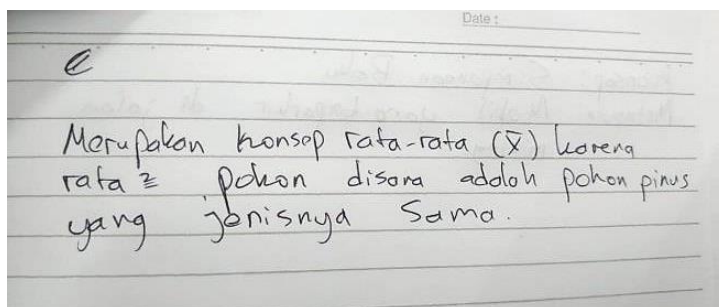 Date :
e
Merupakan konsep rata-rata (x̄) karena
rata2 pohon disana adalah pohon pinus
yang jenisnya sama.